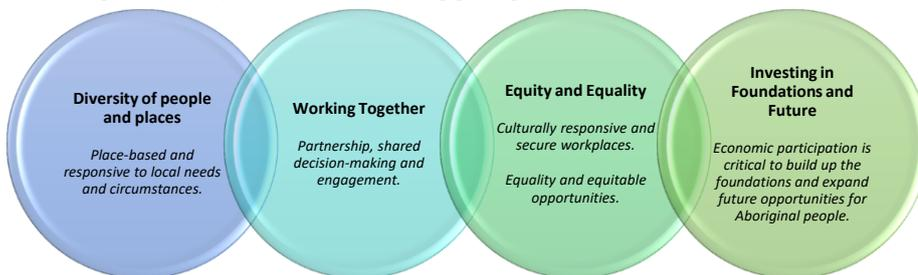 Diversity of people
and places
Place-based and
responsive to local needs
and circumstances.
Working Together
Partnership, shared
decision-making and
engagement.
Equity and Equality
Culturally responsive and
secure workplaces.
Equality and equitable
opportunities.
Investing in
Foundations and
Future
Economic participation is
critical to build up the
foundations and expand
future opportunities for
Aboriginal people.